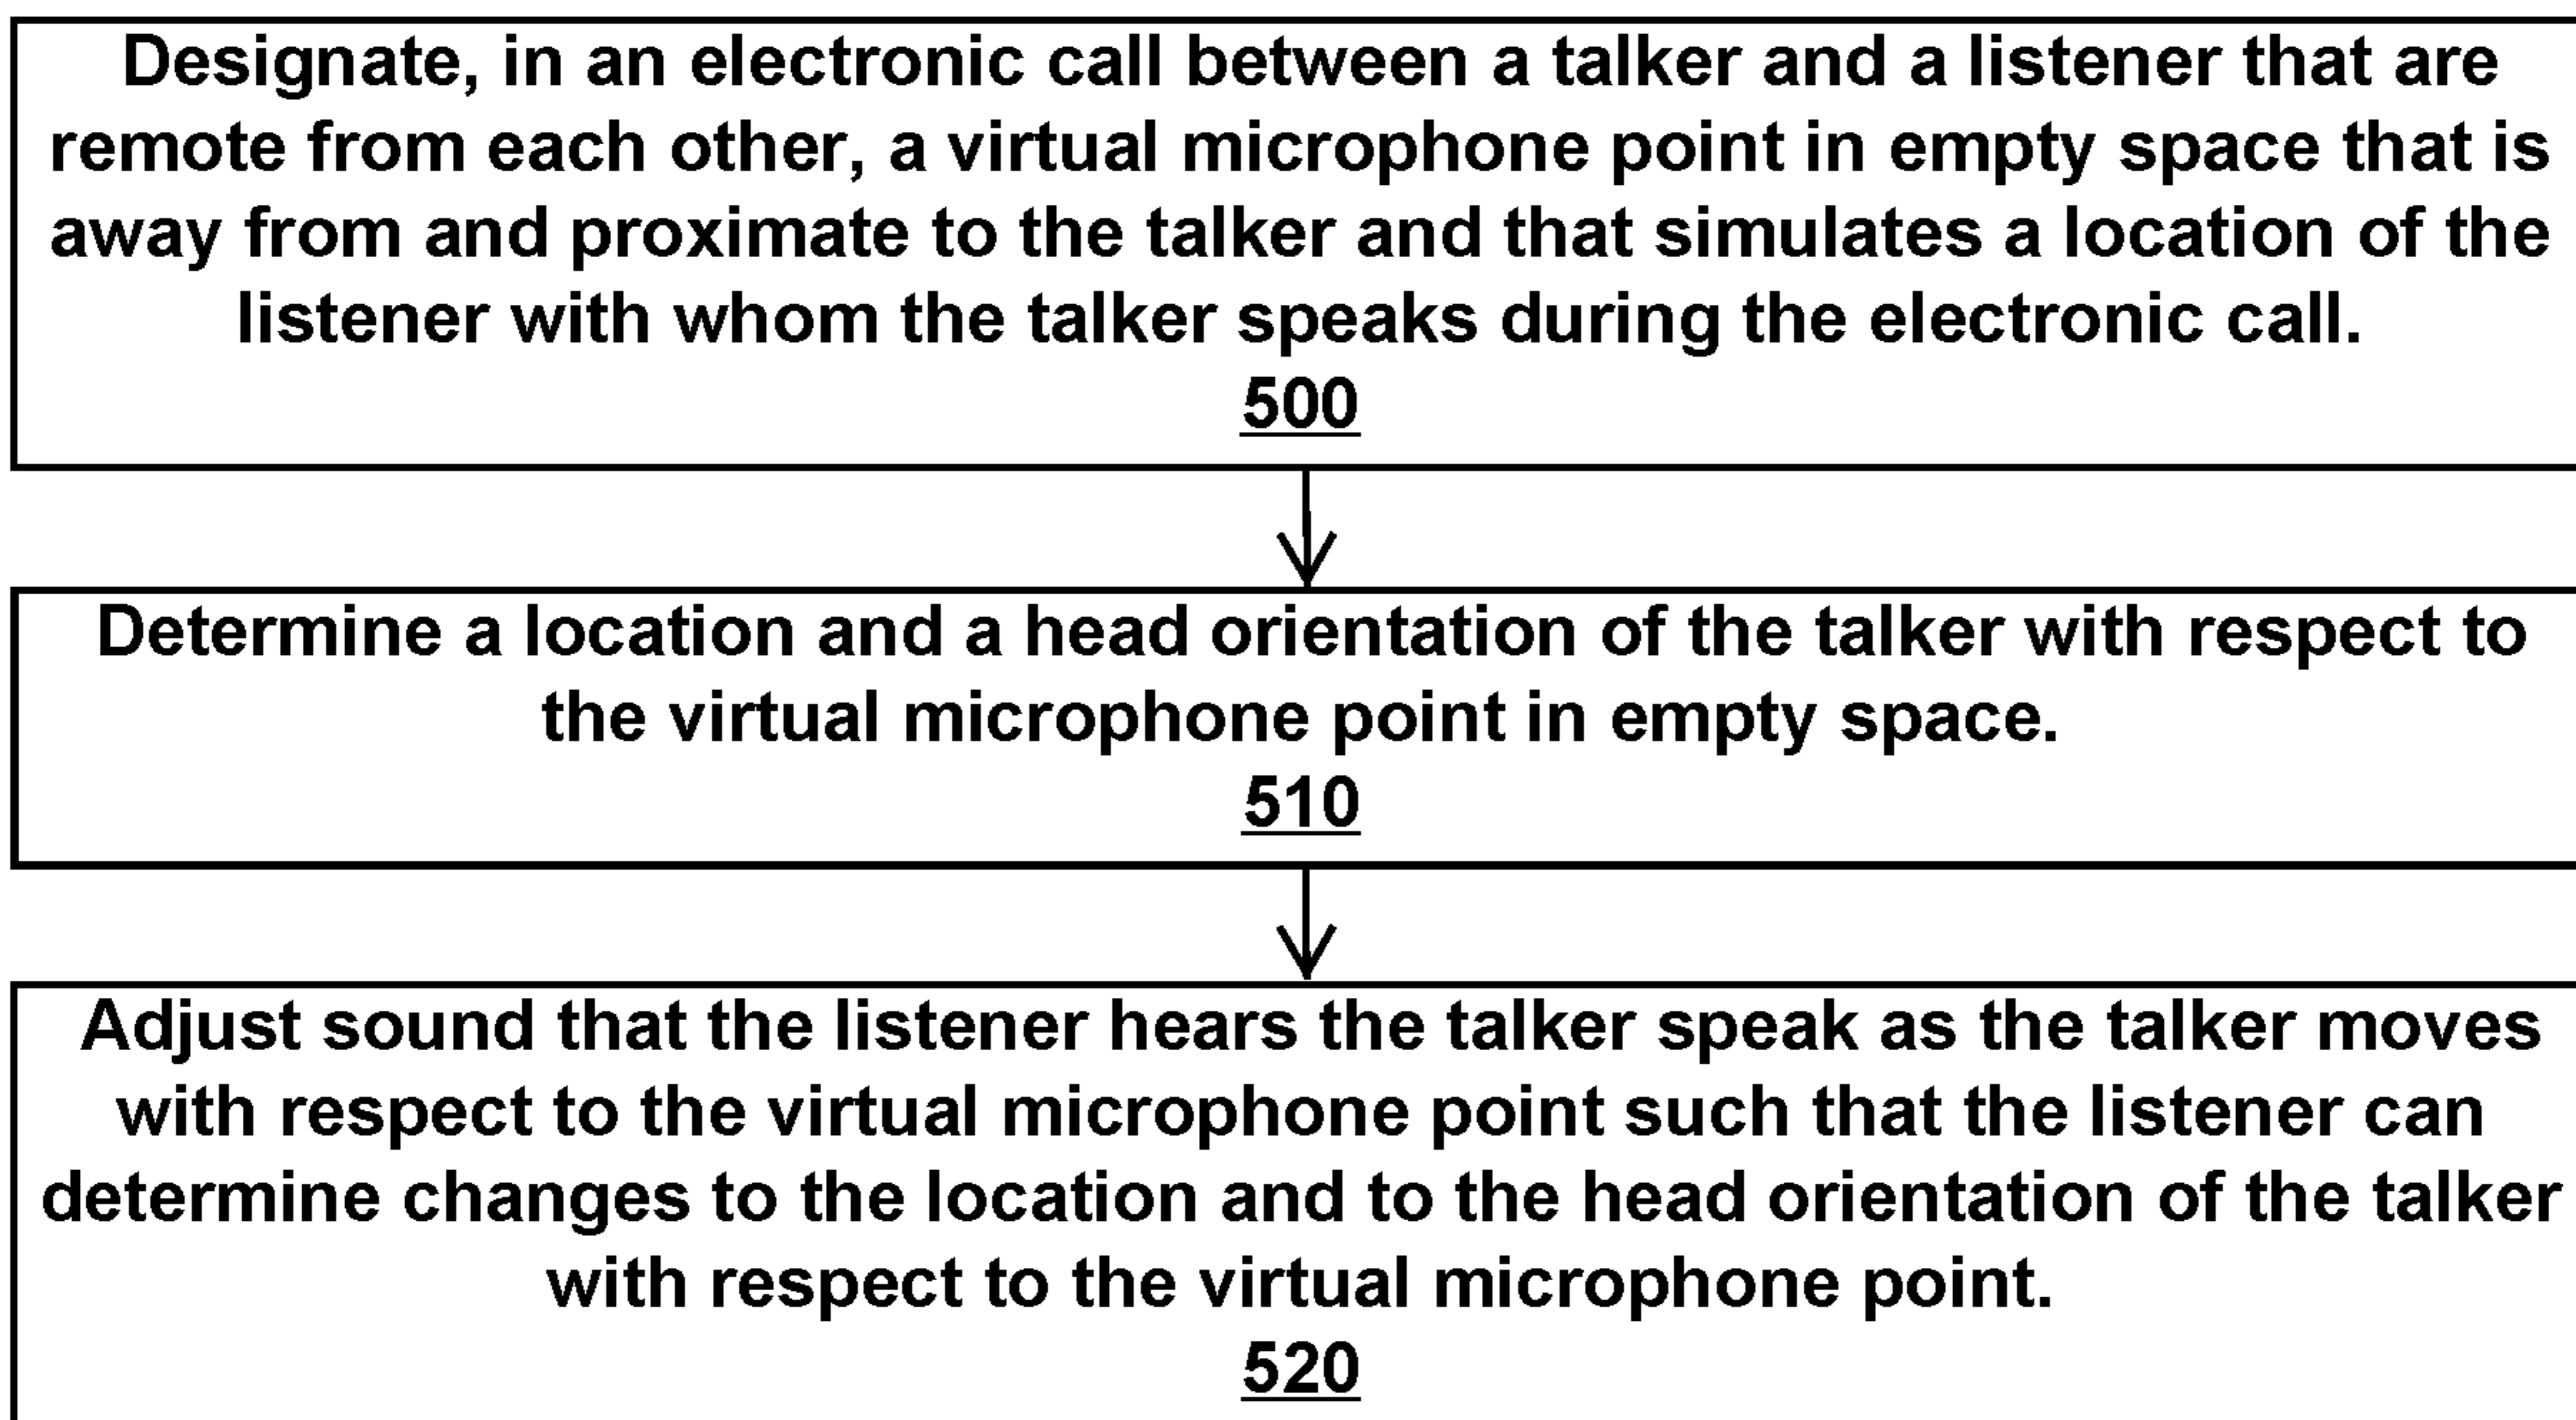 Designate, in an electronic call between a talker and a listener that are
remote from each other, a virtual microphone point in empty space that is
away from and proximate to the talker and that simulates a location of the
listener with whom the talker speaks during the electronic call.
500
Determine a location and a head orientation of the talker with respect to
the virtual microphone point in empty space.
510
Adjust sound that the listener hears the talker speak as the talker moves
with respect to the virtual microphone point such that the listener can
determine changes to the location and to the head orientation of the talker
with respect to the virtual microphone point.
520